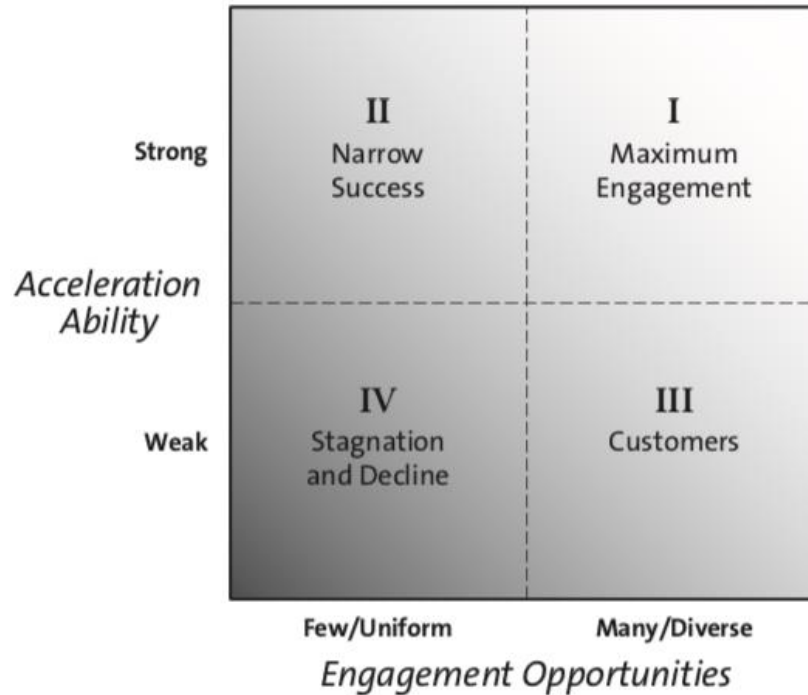 II
Narrow
Success
I
Maximum
Engagement
Strong
Acceleration
Ability
IV
Stagnation
and Decline
III
Customers
Weak
Few/Uniform
Many/Diverse
Engagement Opportunities